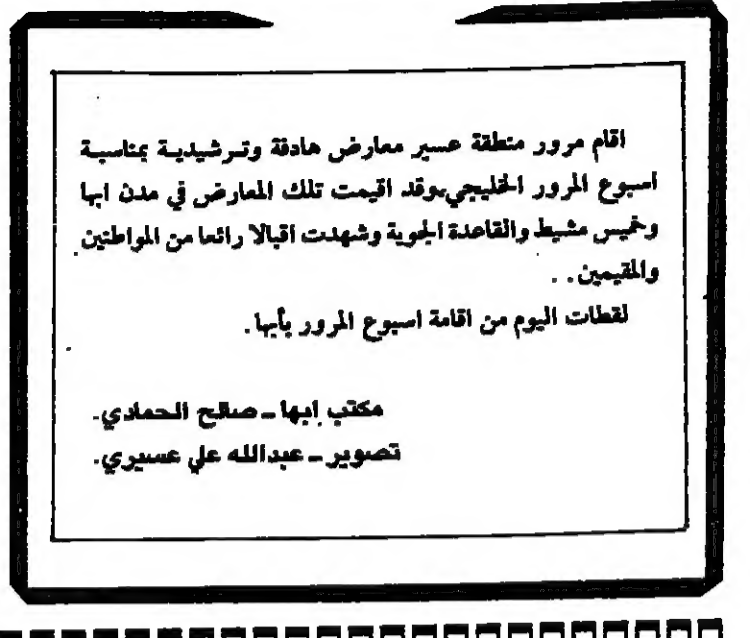 اقام مرور منطقة عسير معارض هادفة وترشيدية بمناسبة
اسبوع المرور الخليجي.وقد اقيمت تلك المعارض في مدن ابها
وخميس مشيط والقاعدة الجوية وشهدت اقبالا رائعا من المواطنين
والمقيمين . .
لقطات اليوم من اقامة اسبوع المرور بأبها .
مكتب ابها ــ صالح الحمادي.
تصوير ــ عبدالله علي عسيري.